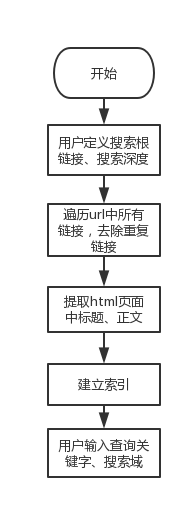 开始
用户定义搜索根
链接、搜索深度
遍历url中所有
链接，去除重复
链接
提取html页面
中标题、正文
建立索引
用户输入查询关
键字、搜索域